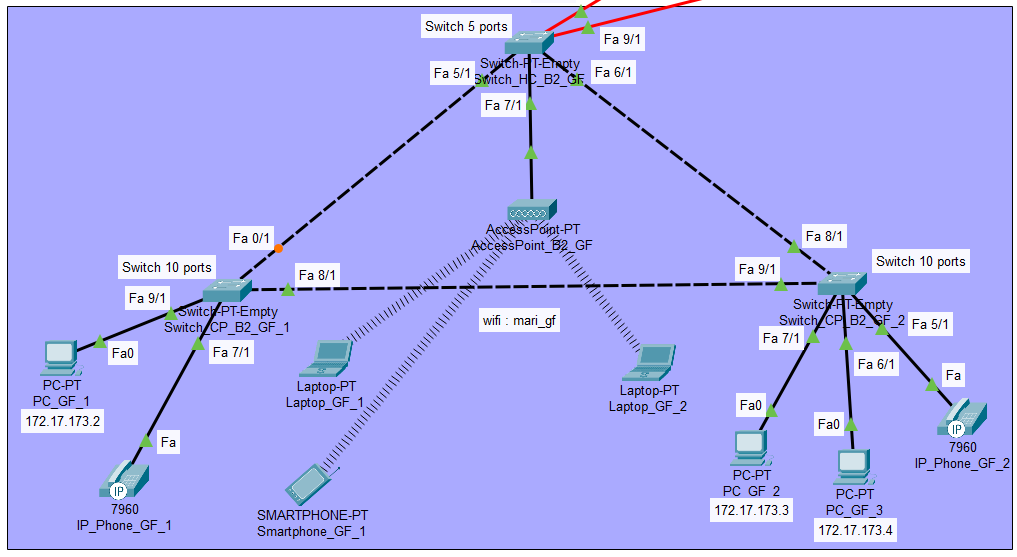 Switch 5 ports
Fa 9/1
Switch-PT-Empty
Switch_HC_B2_GF
Fa 5/1
Fa 6/1
Fa 7/1
AccessPoint-PT
AccessPoint_B2_GF
Fa 0/1
Fa 8/1
Switch 10 ports
Fa 8/1
Fa 9/1
Switch 10 ports
Fa 9/1
Switch-PT-Empty
Switch_CP_B2_GF_1
Switch-PT-Empty
Switch_CP_B2_GF_2
wifi : mari_gf
Fa 5/1
Fa0
Fa 7/1
Fa 7/1
Fa 6/1
PC-PT
PC_GF_1
172.17.173.2
Laptop-PT
Laptop_GF_1
Laptop-PT
Laptop_GF_2
Fa
Fa0
Fa0
Fa
IP
7960
IP_Phone_GF_1
SMARTPHONE-PT
Smartphone_GF_1
PC-PT
PC_GF_2
172.17.173.3
PC-PT
PC_GF_3
172.17.173.4
IP
7960
IP_Phone_GF_2